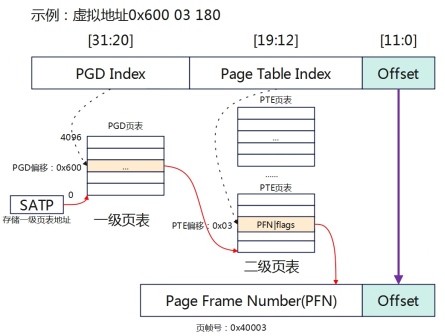 示例：虚拟地址0x600 03 180
[31:20] [19:12] [11:0]
PGD Index Page Table Index Offset
PGD页表
4096
...
PGD偏移：0x600
0
SATP
存储一级页表地址
一级页表
PTE页表
...
......
PTE页表
PTE偏移：0x03
PFN|flags
二级页表
Page Frame Number(PFN) Offset
页帧号：0x40003